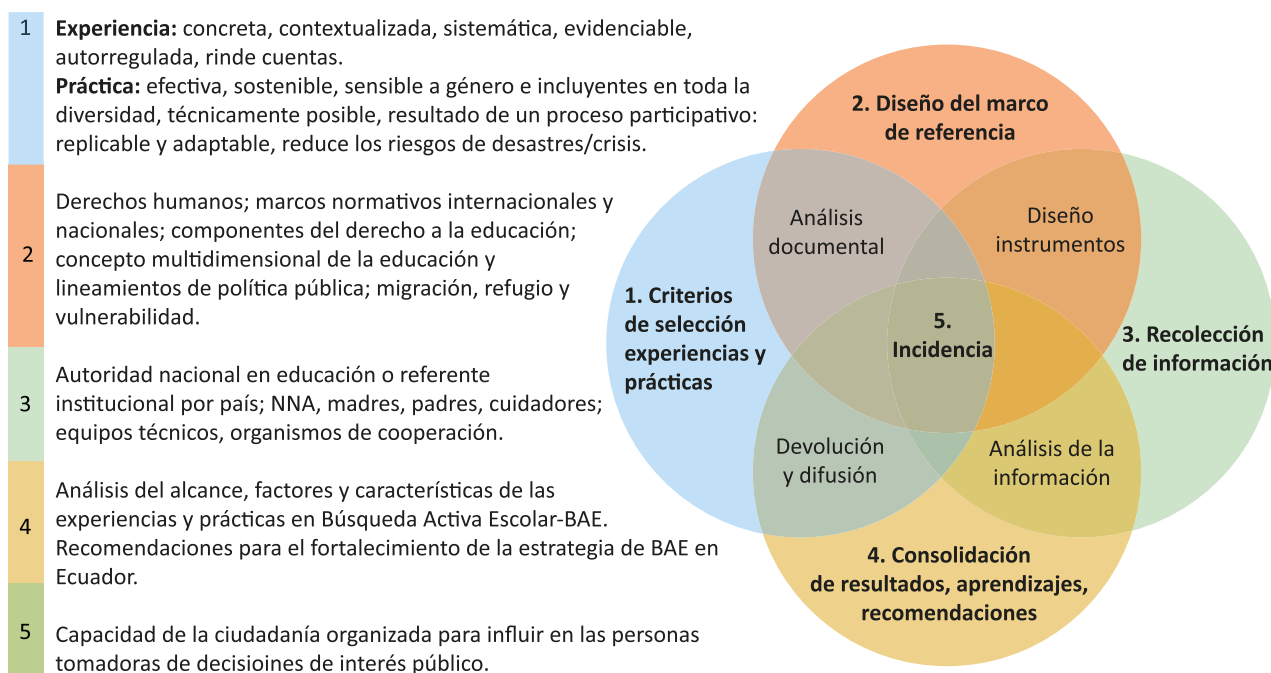 1
Experiencia: concreta, contextualizada, sistemática, evidenciable,
autorregulada, rinde cuentas.
Práctica: efectiva, sostenible, sensible a género e incluyentes en toda la
diversidad, técnicamente posible, resultado de un proceso participativo:
replicable y adaptable, reduce los riesgos de desastres/crisis.
2
Derechos humanos; marcos normativos internacionales y
nacionales; componentes del derecho a la educación;
concepto multidimensional de la educación y
lineamientos de política pública; migración, refugio y
vulnerabilidad.
3
Autoridad nacional en educación o referente
institucional por país; NNA, madres, padres, cuidadores;
equipos técnicos, organismos de cooperación.
4
Análisis del alcance, factores y características de las
experiencias y prácticas en Búsqueda Activa Escolar-BAE.
Recomendaciones para el fortalecimiento de la estrategia de BAE en
Ecuador.
5
Capacidad de la ciudadanía organizada para influir en las personas
tomadoras de decisioines de interés público.
2. Diseño del marco
de referencia
Análisis
documental
Diseño
instrumentos
1. Criterios
de selección
experiencias y
prácticas
5.
Incidencia
3. Recolección
de información
Devolución
y difusión
Análisis de la
información
4. Consolidación
de resultados, aprendizajes,
recomendaciones